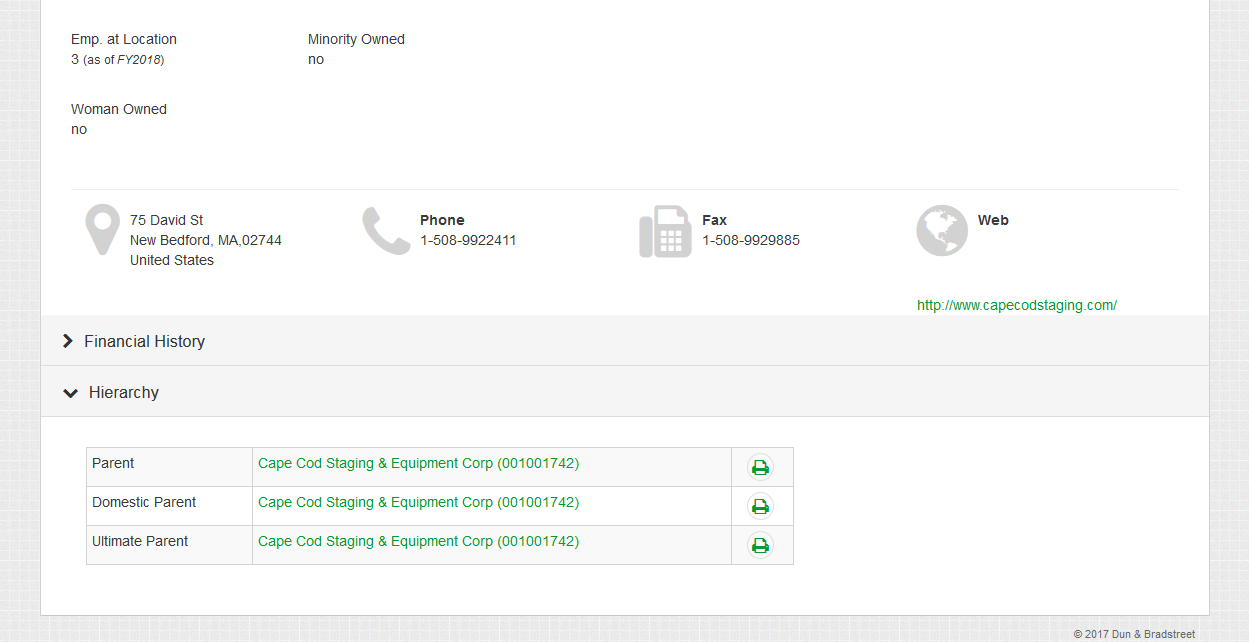 Emp. at Location
3 (as of FY2018)
Minority Owned
no
Woman Owned
no
75 David St
New Bedford, MA,02744
United States
Phone
1-508-9922411
Fax
1-508-9929885
Web
http://www.capecodstaging.com/
Financial History
Hierarchy
Parent Cape Cod Staging & Equipment Corp (001001742)
Domestic Parent Cape Cod Staging & Equipment Corp (001001742)
Ultimate Parent Cape Cod Staging & Equipment Corp (001001742)
© 2017 Dun & Bradstreet